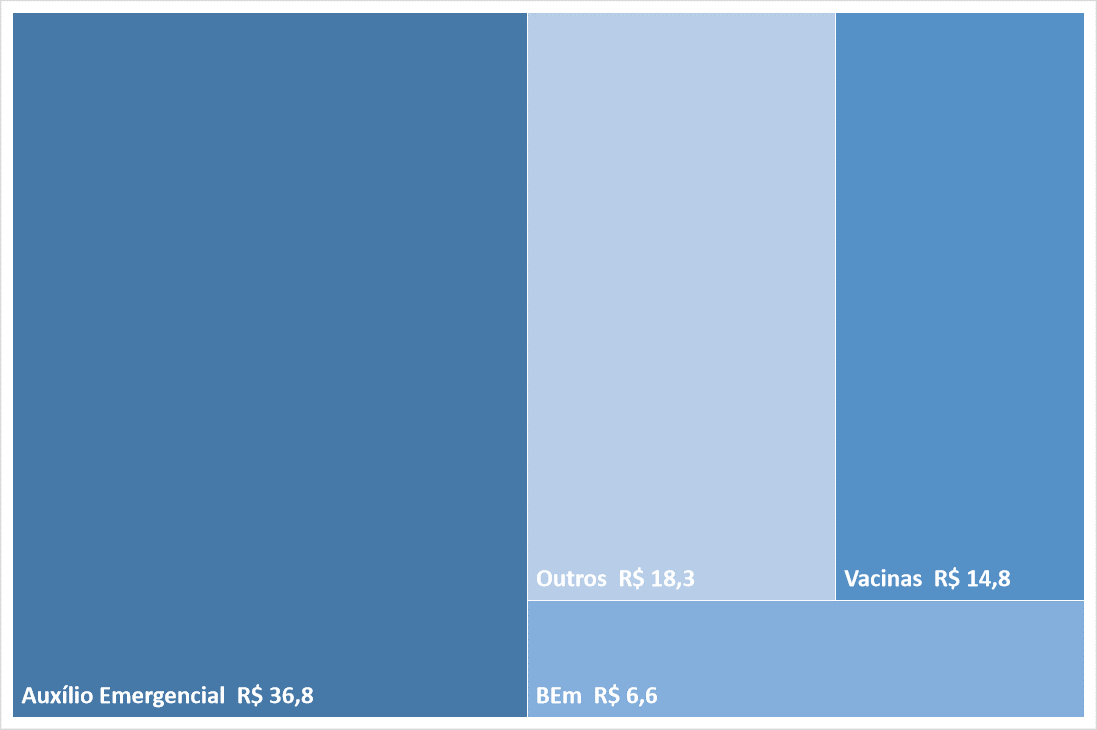 Outros R$ 18,3
Vacinas R$ 14,8
Auxílio Emergencial R$ 36,8
BEm R$ 6,6